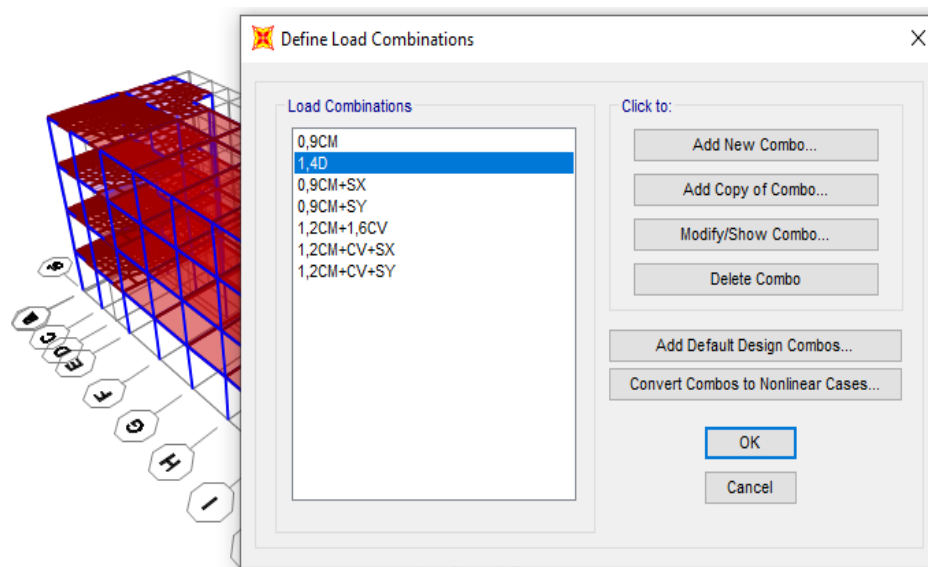 Define Load Combinations
Load Combinations
0,9CM
1,4D
0,9CM+SX
0,9CM+SY
1,2CM+1,6CV
1,2CM+CV+SX
1,2CM+CV+SY
Click to:
Add New Combo...
Add Copy of Combo...
Modify/Show Combo...
Delete Combo
Add Default Design Combos...
Convert Combos to Nonlinear Cases...
OK
Cancel
C
D
E
F
G
H
I